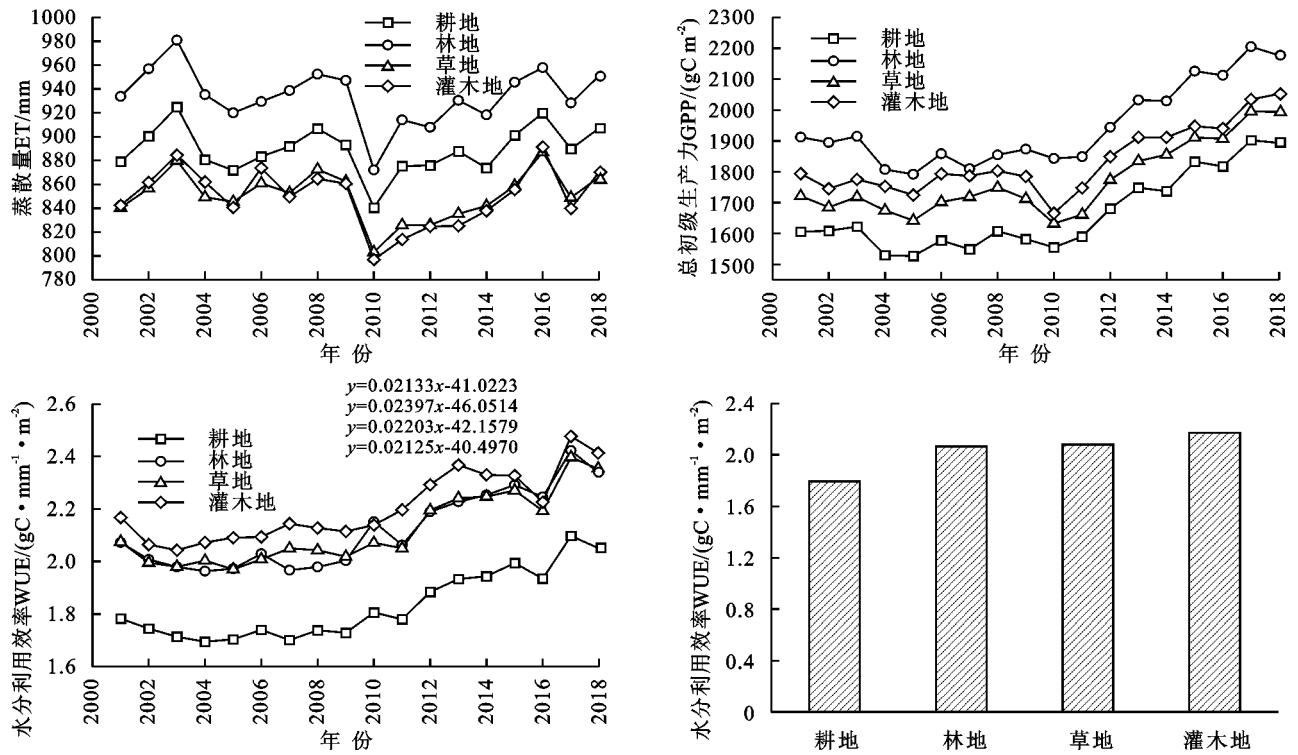 蒸散量ET/mm
1000
980
960
940
920
900
880
860
840
820
800
780
耕地
林地
草地
灌木地
2000
2002
2004
2006
2008
2010
2012
2014
2016
2018
年 份
总初级生产力GPP/(gC m⁻²)
2300
2200
2100
2000
1900
1800
1700
1600
1500
耕地
林地
草地
灌木地
2000
2002
2004
2006
2008
2010
2012
2014
2016
2018
年 份
水分利用效率WUE/(gC·mm⁻¹·m⁻²)
2.6
2.4
2.2
2.0
1.8
1.6
耕地
林地
草地
灌木地
y=0.02133x-41.0223
y=0.02397x-46.0514
y=0.02203x-42.1579
y=0.02125x-40.4970
2000
2002
2004
2006
2008
2010
2012
2014
2016
2018
年 份
水分利用效率WUE/(gC·mm⁻¹·m⁻²)
2.4
2.0
1.6
1.2
0.8
0.4
0
耕地
林地
草地
灌木地